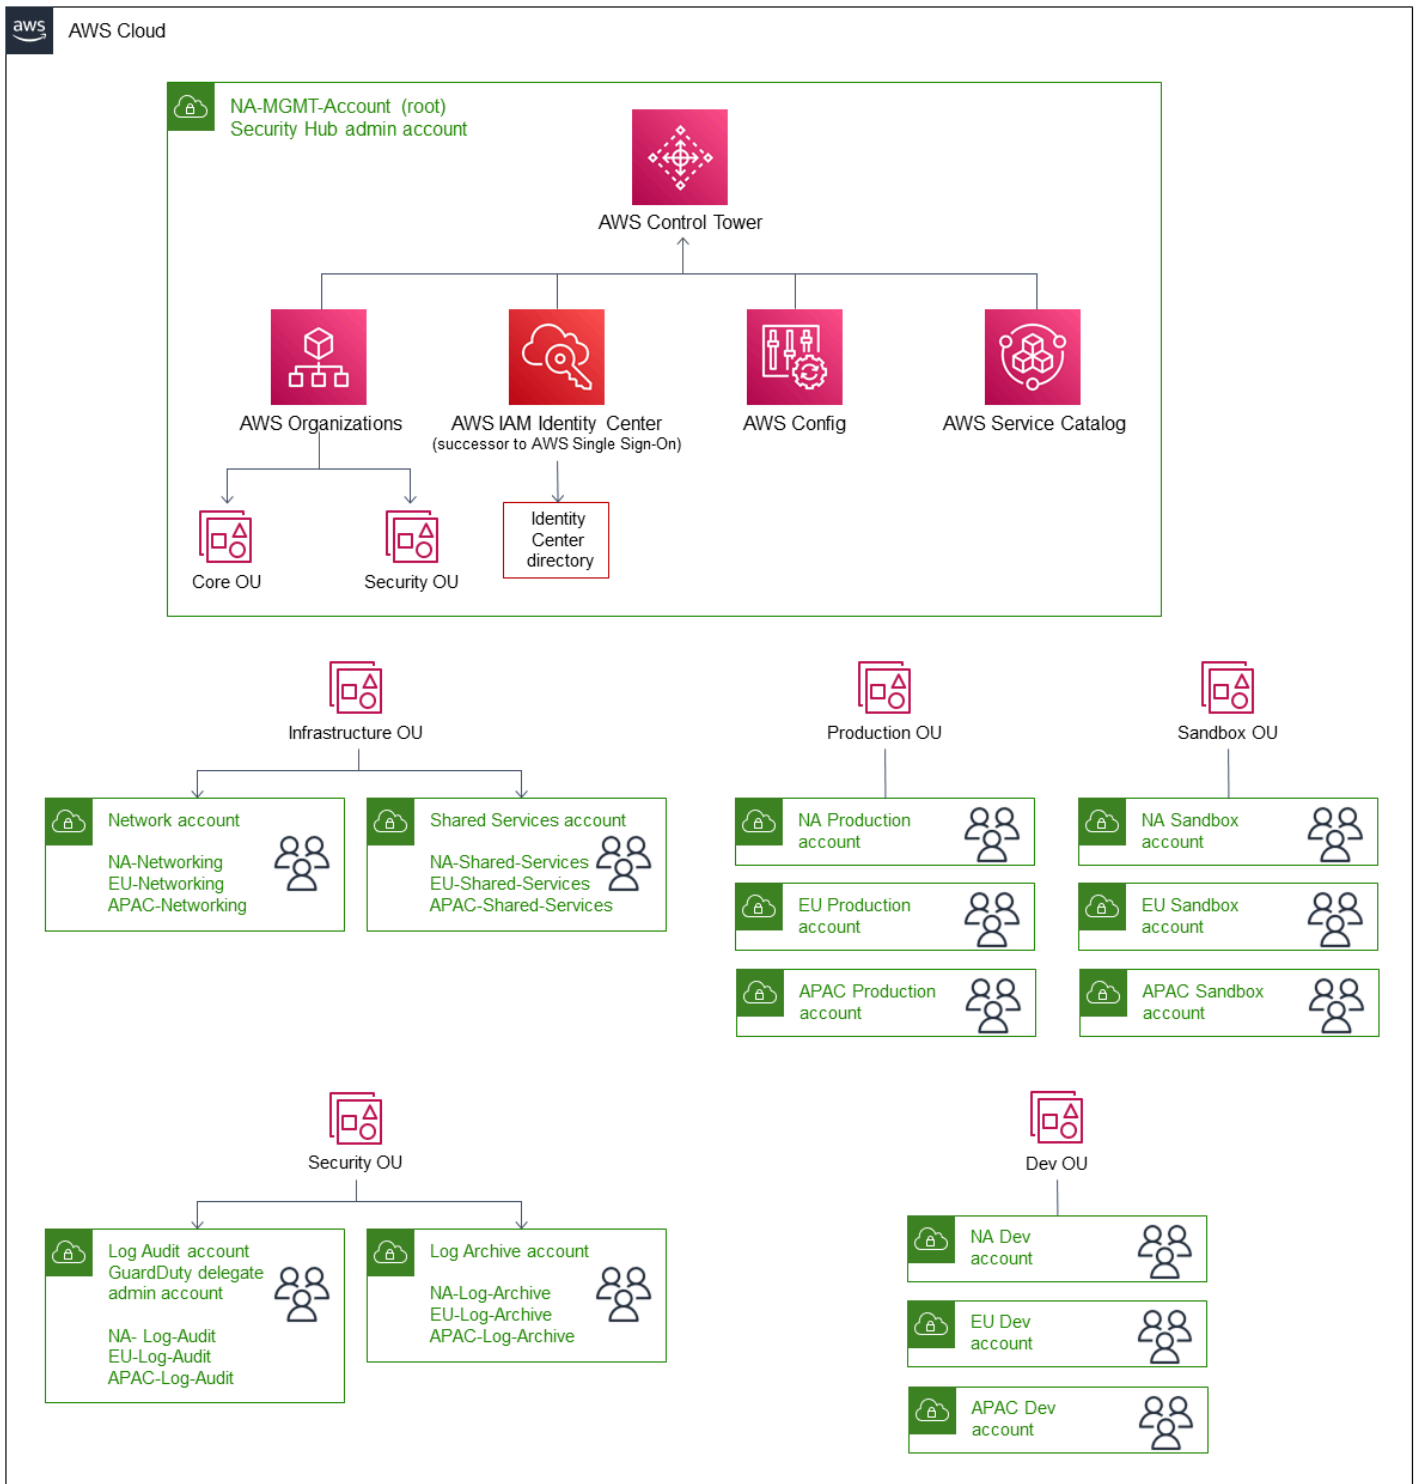 aws
AWS Cloud
NA-MGMT-Account (root)
Security Hub admin account
AWS Control Tower
AWS Organizations
AWS IAM Identity Center
(successor to AWS Single Sign-On)
AWS Config
AWS Service Catalog
Core OU
Security OU
Identity
Center
directory
Infrastructure OU
Network account
NA-Networking
EU-Networking
APAC-Networking
Shared Services account
NA-Shared-Services
EU-Shared-Services
APAC-Shared-Services
Production OU
NA Production
account
EU Production
account
APAC Production
account
Sandbox OU
NA Sandbox
account
EU Sandbox
account
APAC Sandbox
account
Security OU
Log Audit account
GuardDuty delegate
admin account
NA- Log-Audit
EU-Log-Audit
APAC-Log-Audit
Log Archive account
NA-Log-Archive
EU-Log-Archive
APAC-Log-Archive
Dev OU
NA Dev
account
EU Dev
account
APAC Dev
account